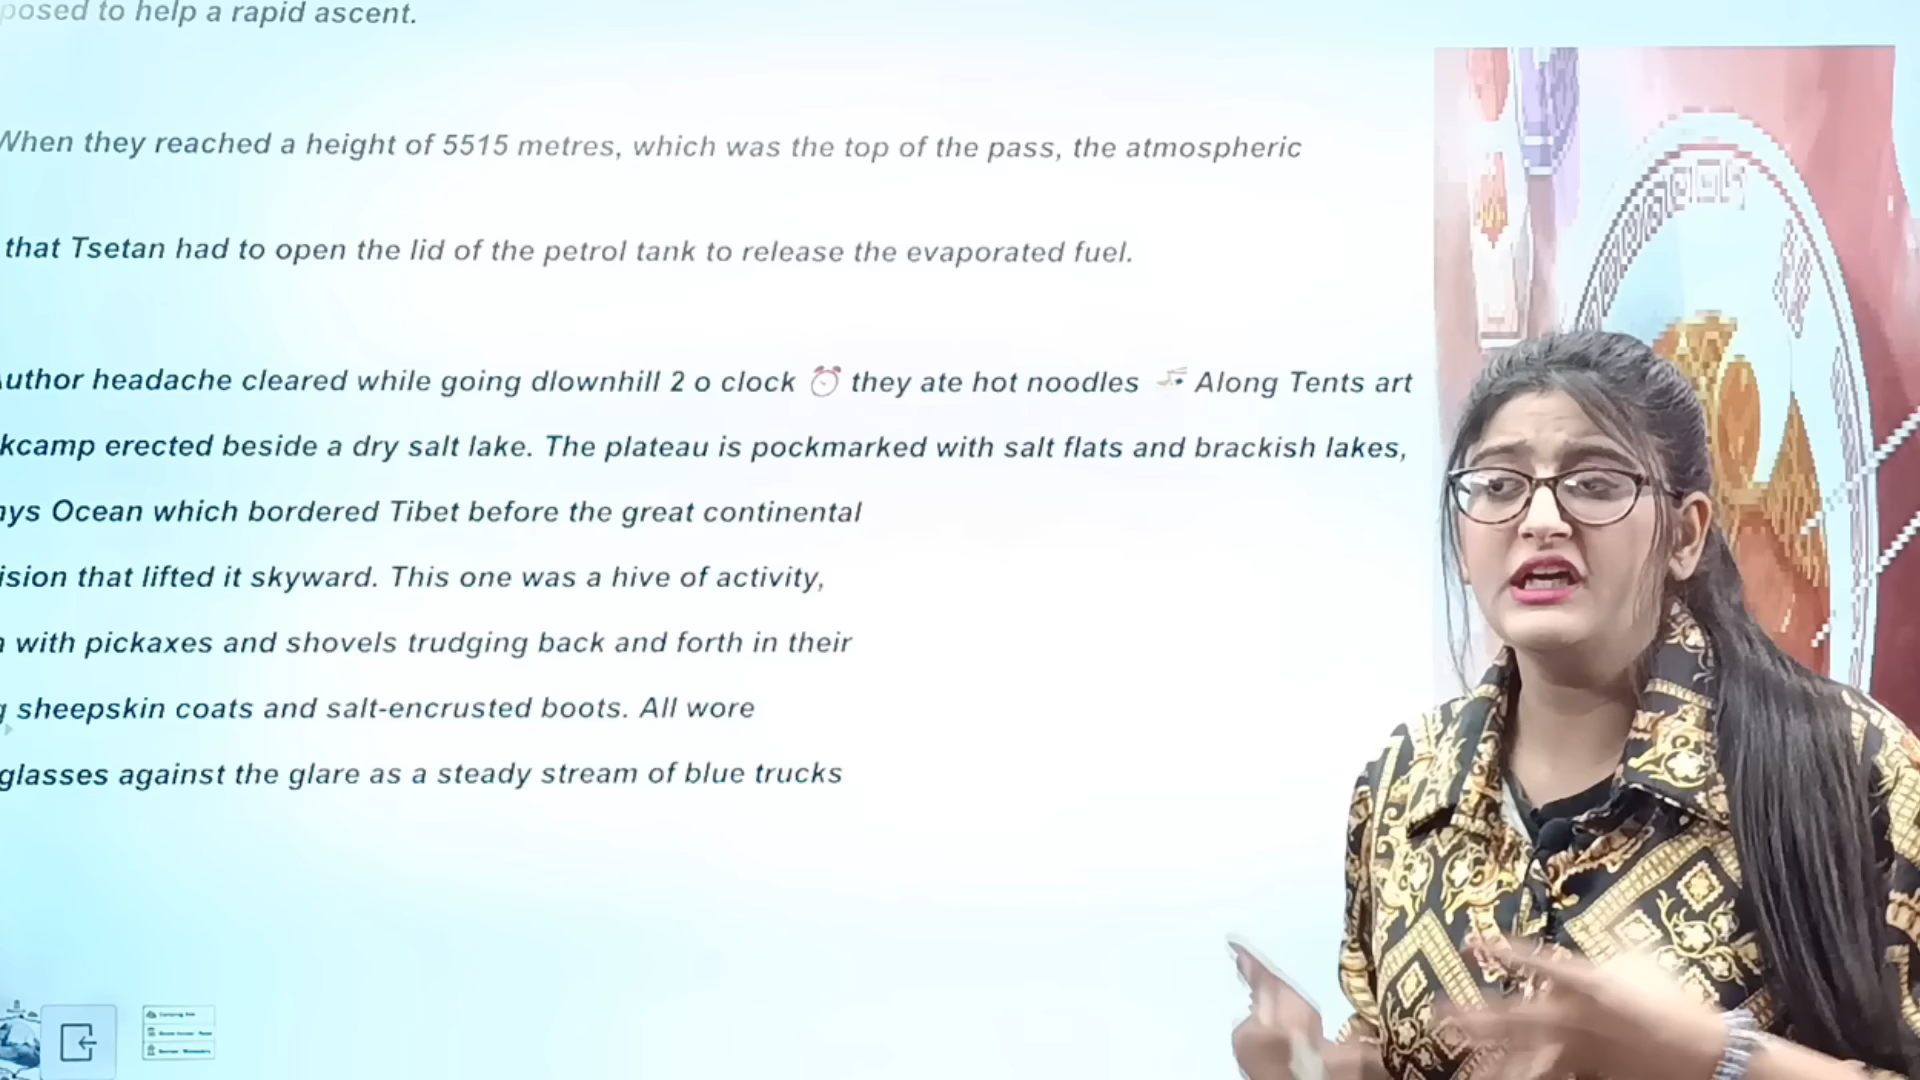 posed to help a rapid ascent.
When they reached a height of 5515 metres, which was the top of the pass, the atmospheric
that Tsetan had to open the lid of the petrol tank to release the evaporated fuel.
uthor headache cleared while going dlownhill 2 o clock they ate hot noodles Along Tents art
kcamp erected beside a dry salt lake. The plateau is pockmarked with salt flats and brackish lakes,
ys Ocean which bordered Tibet before the great continental
ision that lifted it skyward. This one was a hive of activity,
with pickaxes and shovels trudging back and forth in their
sheepskin coats and salt-encrusted boots. All wore
glasses against the glare as a steady stream of blue trucks